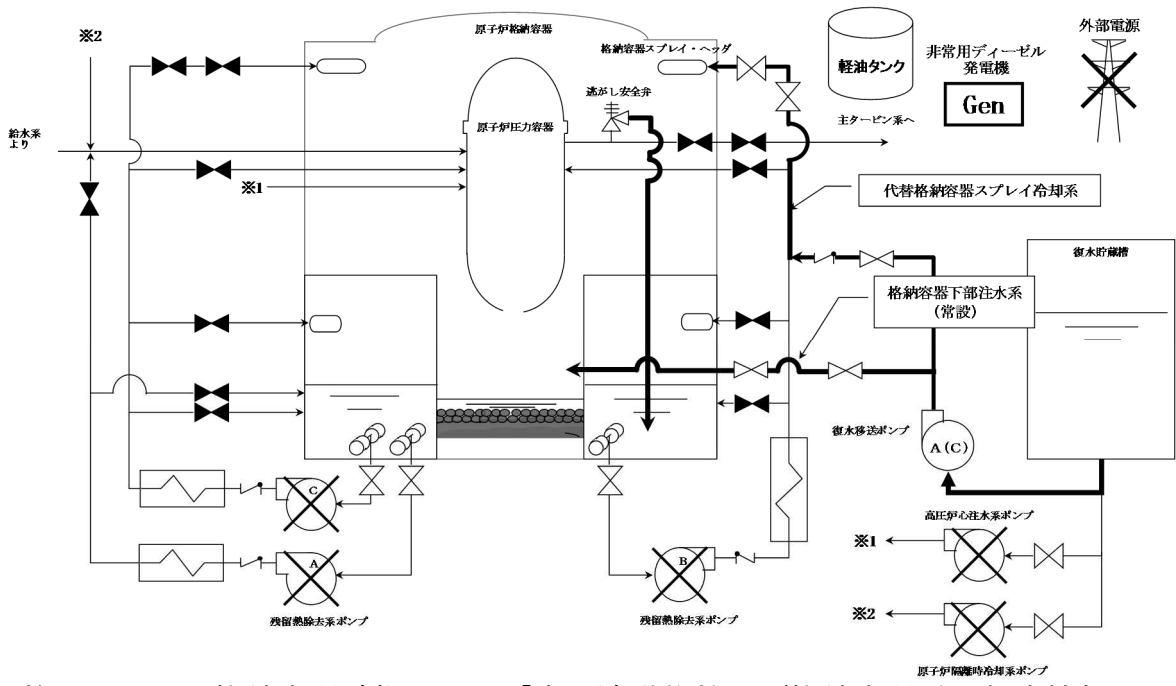 ※2
原子炉格納容器
格納容器スプレイ・ヘッダ
軽油タンク
非常用ディーゼル
発電機
Gen
外部電源
逃がし安全弁
原子炉圧力容器
主タービン系へ
給水系
より
※1
代替格納容器スプレイ冷却系
復水貯蔵槽
格納容器下部注水系
(常設)
復水移送ポンプ
A(C)
C
A
B
高圧炉心注水系ポンプ
※1
※2
残留熱除去系ポンプ
残留熱除去系ポンプ
原子炉隔離時冷却系ポンプ